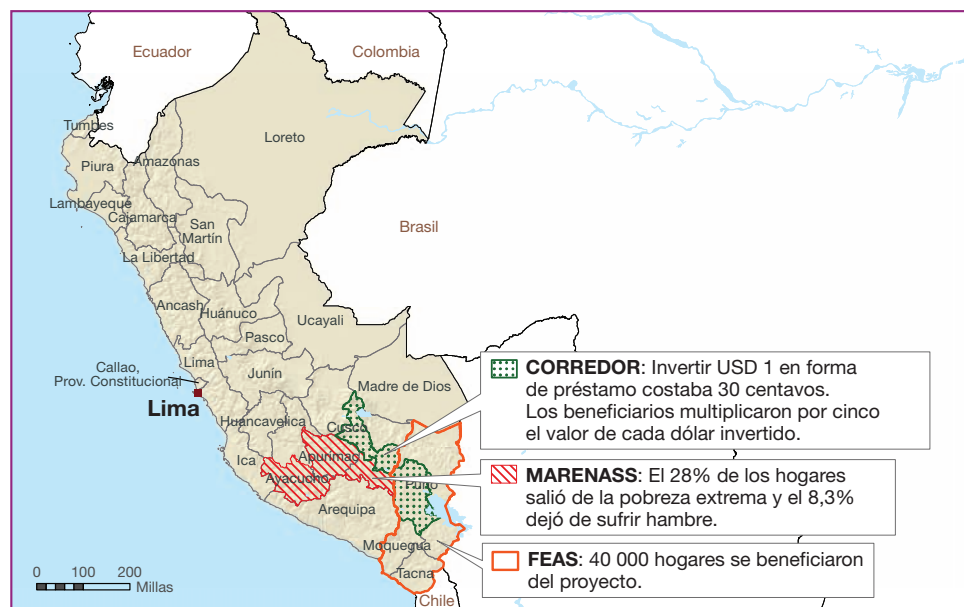 Ecuador
Colombia
Tumbes
Loreto
Piura
Amazonas
Lambayeque
Cajamarca
San
Martín
Brasil
La Libertad
Ancash
Huánuco
Ucayali
Pasco
Callao,
Prov. Constitucional
Lima
Junín
Madre de Dios
Lima
Huancavelica
Cusco
Ica
Apurímac
Ayacucho
Puno
Arequipa
Moquegua
Tacna
Chile
CORREDOR: Invertir USD 1 en forma
de préstamo costaba 30 centavos.
Los beneficiarios multiplicaron por cinco
el valor de cada dólar invertido.
MARENASS: El 28% de los hogares
salió de la pobreza extrema y el 8,3%
dejó de sufrir hambre.
FEAS: 40 000 hogares se beneficiaron
del proyecto.
0 100 200
Millas